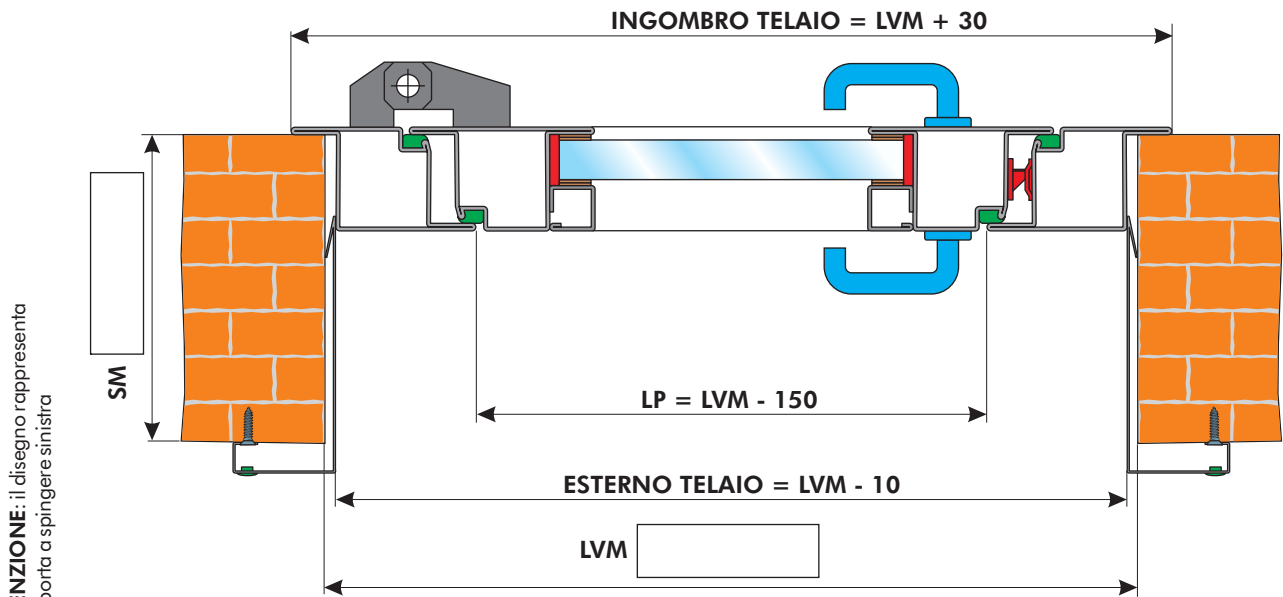 INGOMBRO TELAIO = LVM + 30
SM
LP = LVM - 150
ESTERNO TELAIO = LVM - 10
LVM
ENZIONE: il disegno rappresenta
porta a spingere sinistra